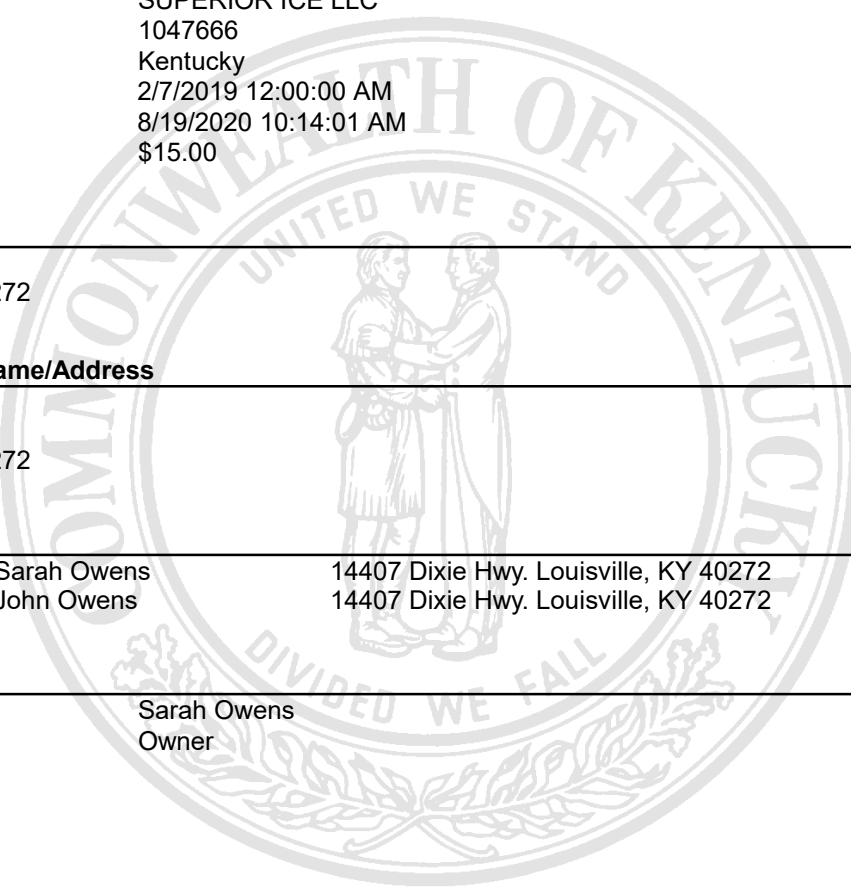 SUPERIOR ICE LLC
1047666
Kentucky
2/7/2019 12:00:00 AM
8/19/2020 10:14:01 AM
$15.00
COMMONWEALTH OF KENTUCKY
UNITED WE STAND
272
ame/Address
272
Sarah Owens 14407 Dixie Hwy. Louisville, KY 40272
John Owens 14407 Dixie Hwy. Louisville, KY 40272
DIVIDED WE FALL
Sarah Owens
Owner